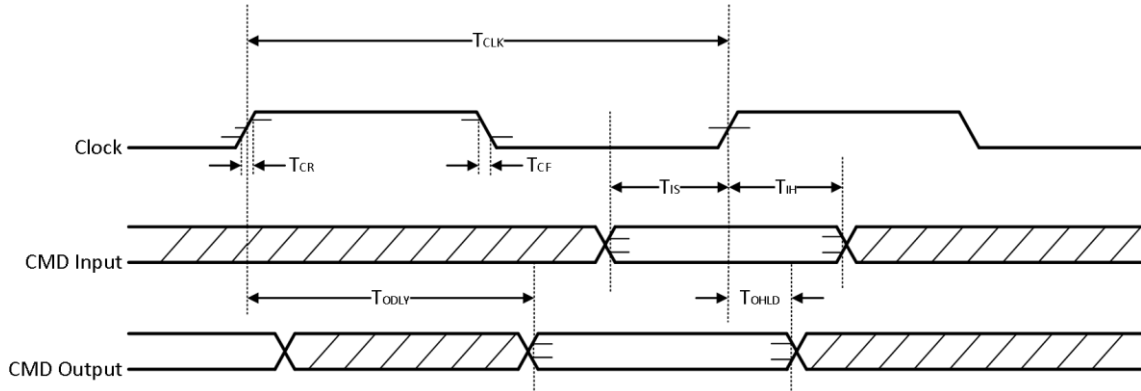 TCLK
Clock
TCR
TCF
TIS
TIH
CMD Input
TODLY
TOHLD
CMD Output